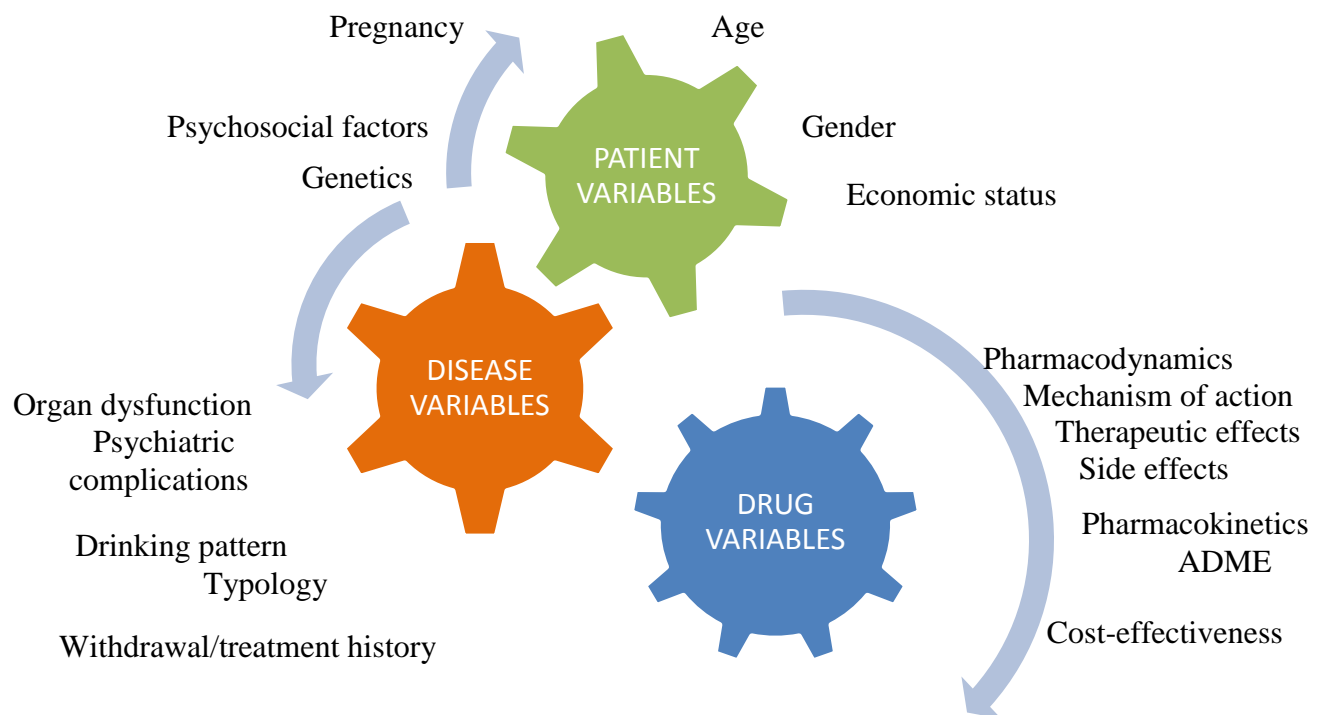 Pregnancy
Age
Psychosocial factors
Gender
Genetics
PATIENT
VARIABLES
Economic status
DISEASE
VARIABLES
Organ dysfunction
Psychiatric
complications
Drinking pattern
Typology
Withdrawal/treatment history
DRUG
VARIABLES
Pharmacodynamics
Mechanism of action
Therapeutic effects
Side effects
Pharmacokinetics
ADME
Cost-effectiveness